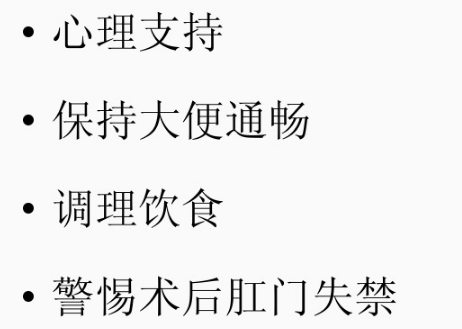 • 心理支持
• 保持大便通畅
• 调理饮食
• 警惕术后肛门失禁